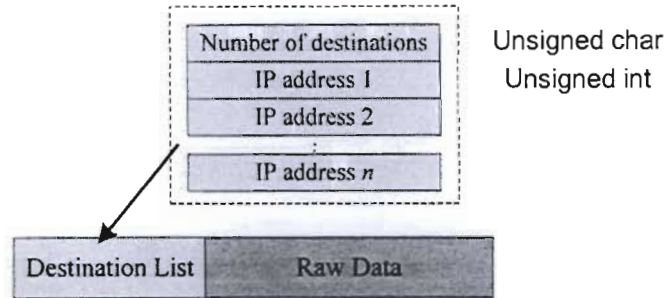 Number of destinations
Unsigned char
IP address 1
Unsigned int
IP address 2
IP address n
Destination List
Raw Data